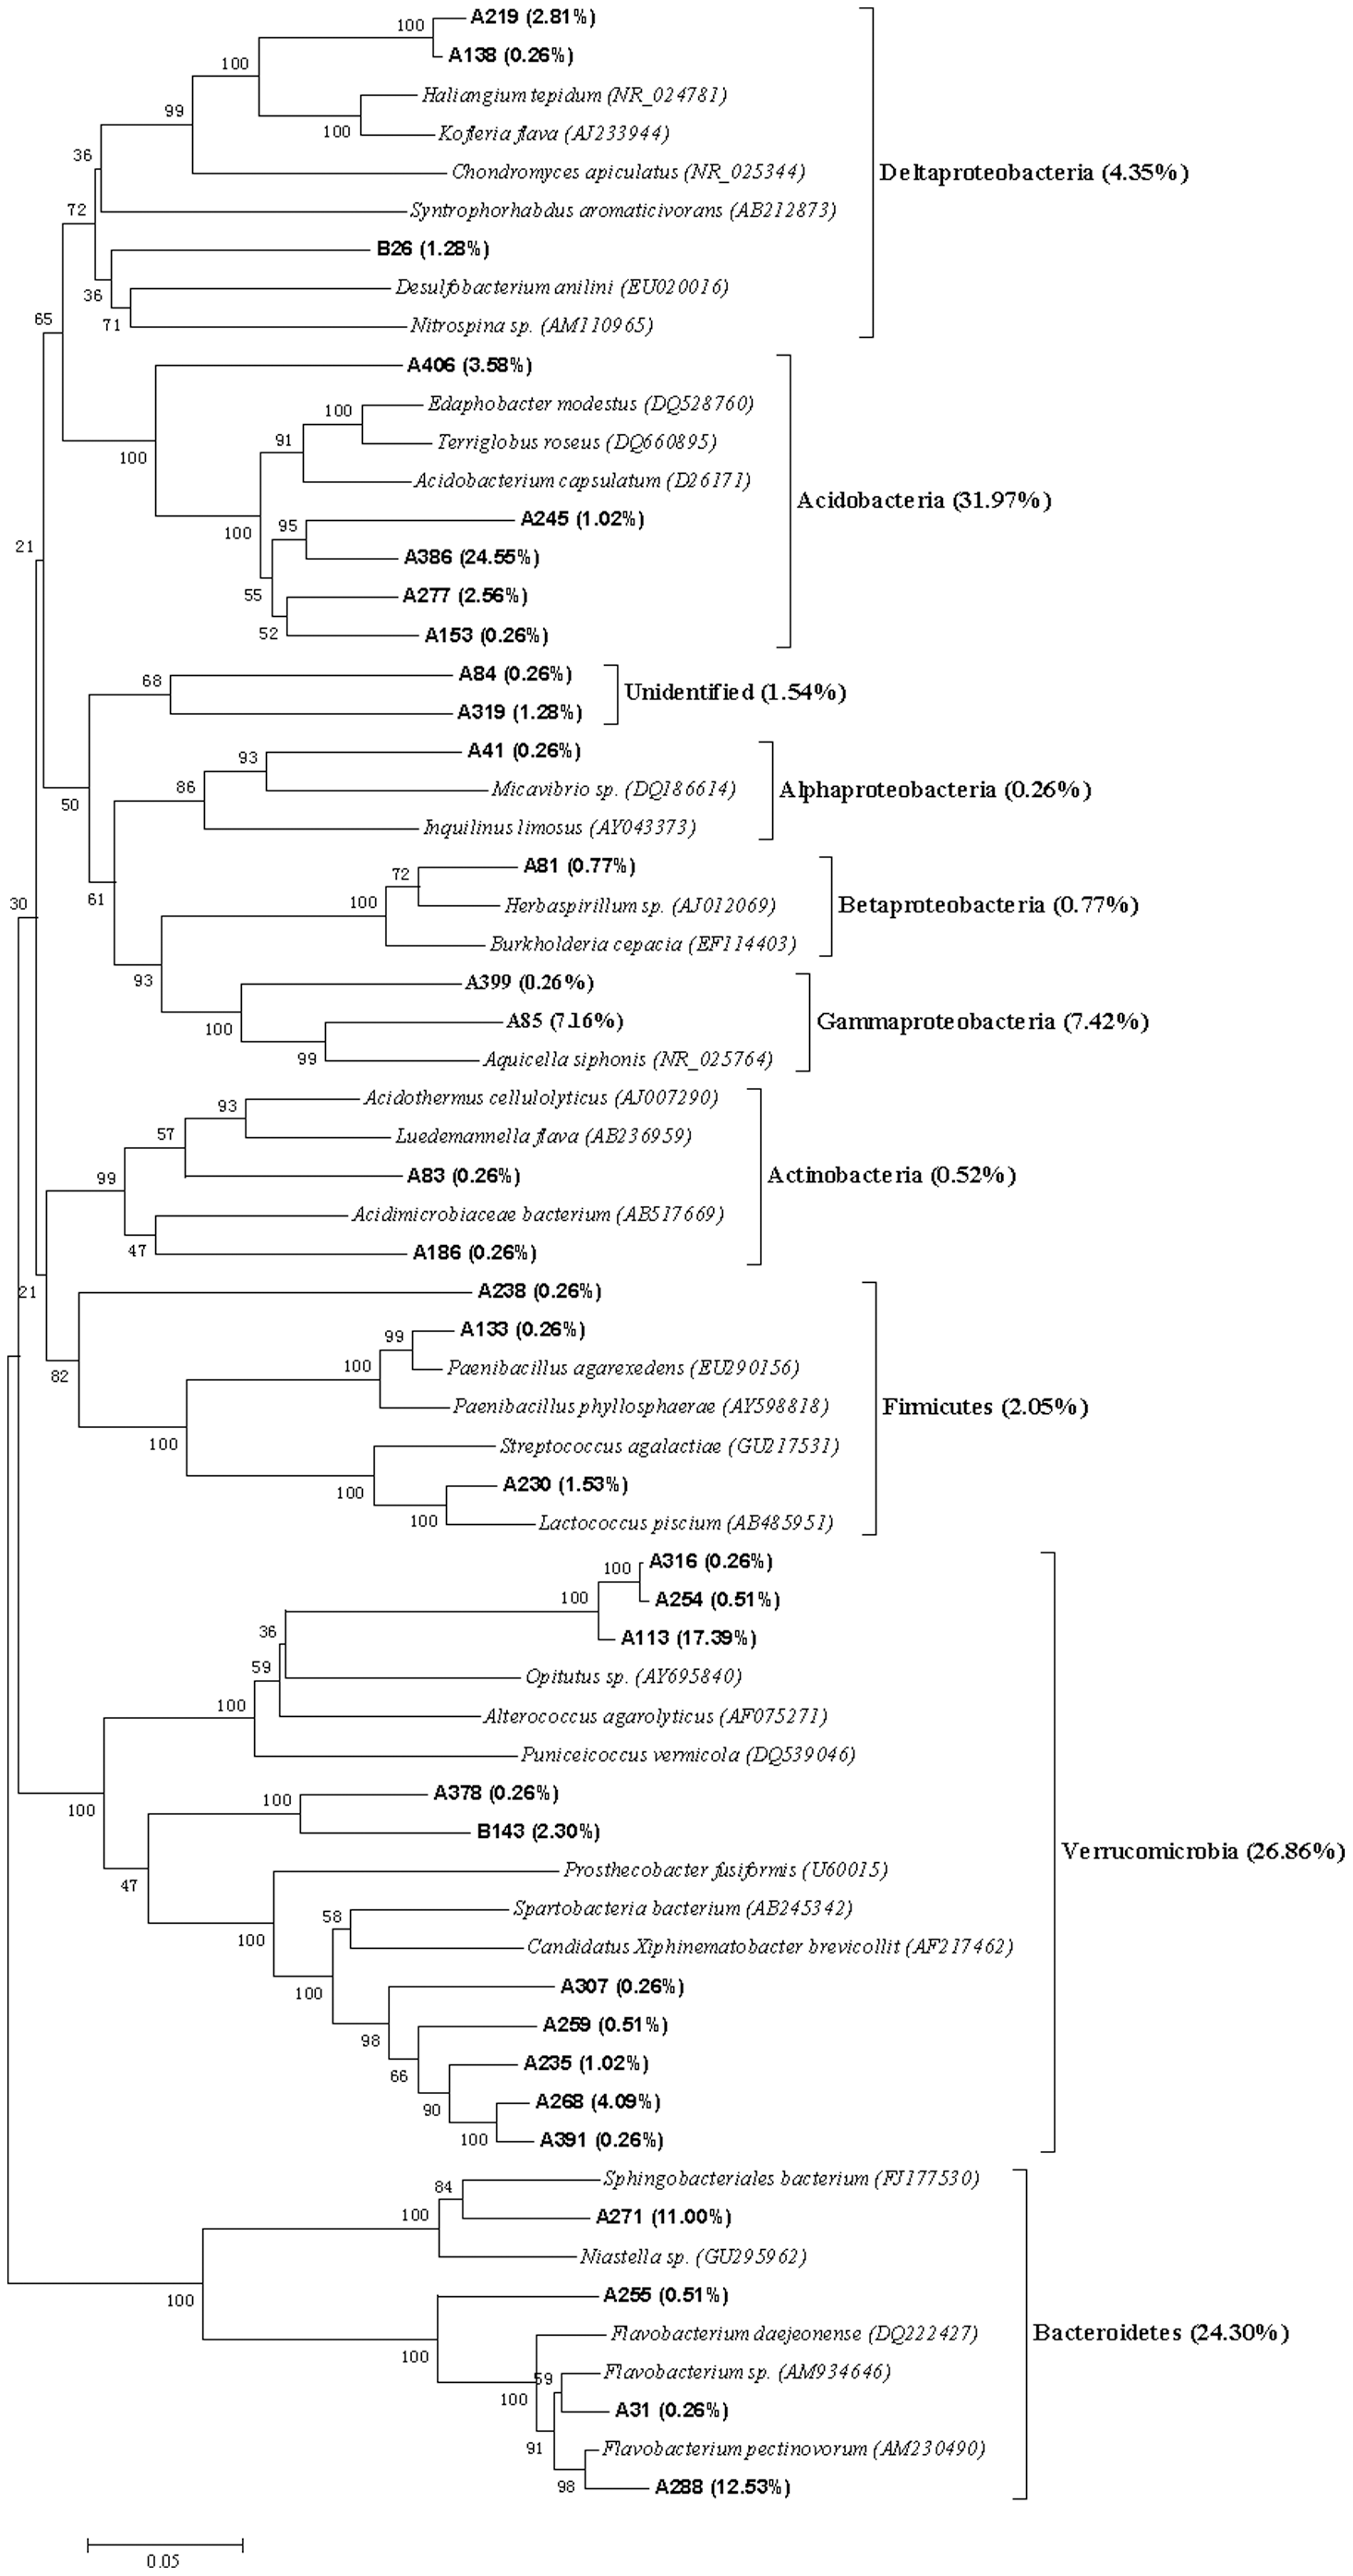 100
A219 (2.81%)
A138 (0.26%)
100
Haliangium tepidum (NR_024781)
99
100
Kofleria flava (AJ233944)
36
Chondromyces apiculatus (NR_025344)
Deltaproteobacteria (4.35%)
72
Syntrophorhabdus aromaticivorans (AB212873)
B26 (1.28%)
36
Desulfobacterium anilini (EU020016)
65
71
Nitrospina sp. (AM110965)
A406 (3.58%)
100
Edaphobacter modestus (DQ528760)
91
Terriglobus roseus (DQ660895)
100
Acidobacterium capsulatum (D26171)
Acidobacteria (31.97%)
100
95
A245 (1.02%)
21
A386 (24.55%)
55
A277 (2.56%)
52
A153 (0.26%)
68
A84 (0.26%)
Unidentified (1.54%)
A319 (1.28%)
93
A41 (0.26%)
86
Micavibrio sp. (DQ186614)
Alphaproteobacteria (0.26%)
50
Inquilinus limosus (AY043373)
72
A81 (0.77%)
61
100
Herbaspirillum sp. (AJ012069)
Betaproteobacteria (0.77%)
30
Burkholderia cepacia (EF114403)
93
A399 (0.26%)
100
A85 (7.16%)
Gammaproteobacteria (7.42%)
99
Aquicella siphonis (NR_025764)
93
Acidothermus cellulolyticus (AJ007290)
57
Luedemannella flava (AB236959)
99
A83 (0.26%)
Actinobacteria (0.52%)
Acidimicrobiaceae bacterium (AB517669)
47
A186 (0.26%)
21
A238 (0.26%)
99
A133 (0.26%)
82
100
Paenibacillus agarexedens (EU290156)
Paenibacillus phyllosphaerae (AY598818)
Firmicutes (2.05%)
100
Streptococcus agalactiae (GU217531)
100
A230 (1.53%)
100
Lactococcus piscium (AB485951)
100
A316 (0.26%)
100
A254 (0.51%)
36
A113 (17.39%)
59
Opitutus sp. (AY695840)
100
Alterococcus agarolyticus (AF075271)
Puniceicoccus vermicola (DQ539046)
100
100
A378 (0.26%)
B143 (2.30%)
Verrucomicrobia (26.86%)
47
Prosthecobacter fusiformis (U60015)
100
58
Spartobacteria bacterium (AB245342)
Candidatus Xiphinematobacter brevicollit (AF217462)
100
A307 (0.26%)
98
A259 (0.51%)
66
A235 (1.02%)
90
A268 (4.09%)
100
A391 (0.26%)
84
Sphingobacteriales bacterium (FJ177530)
100
A271 (11.00%)
Niastella sp. (GU295962)
100
A255 (0.51%)
100
Flavobacterium daejeonense (DQ222427)
Bacteroidetes (24.30%)
59
Flavobacterium sp. (AM934646)
100
A31 (0.26%)
91
Flavobacterium pectinovorum (AM230490)
98
A288 (12.53%)
0.05